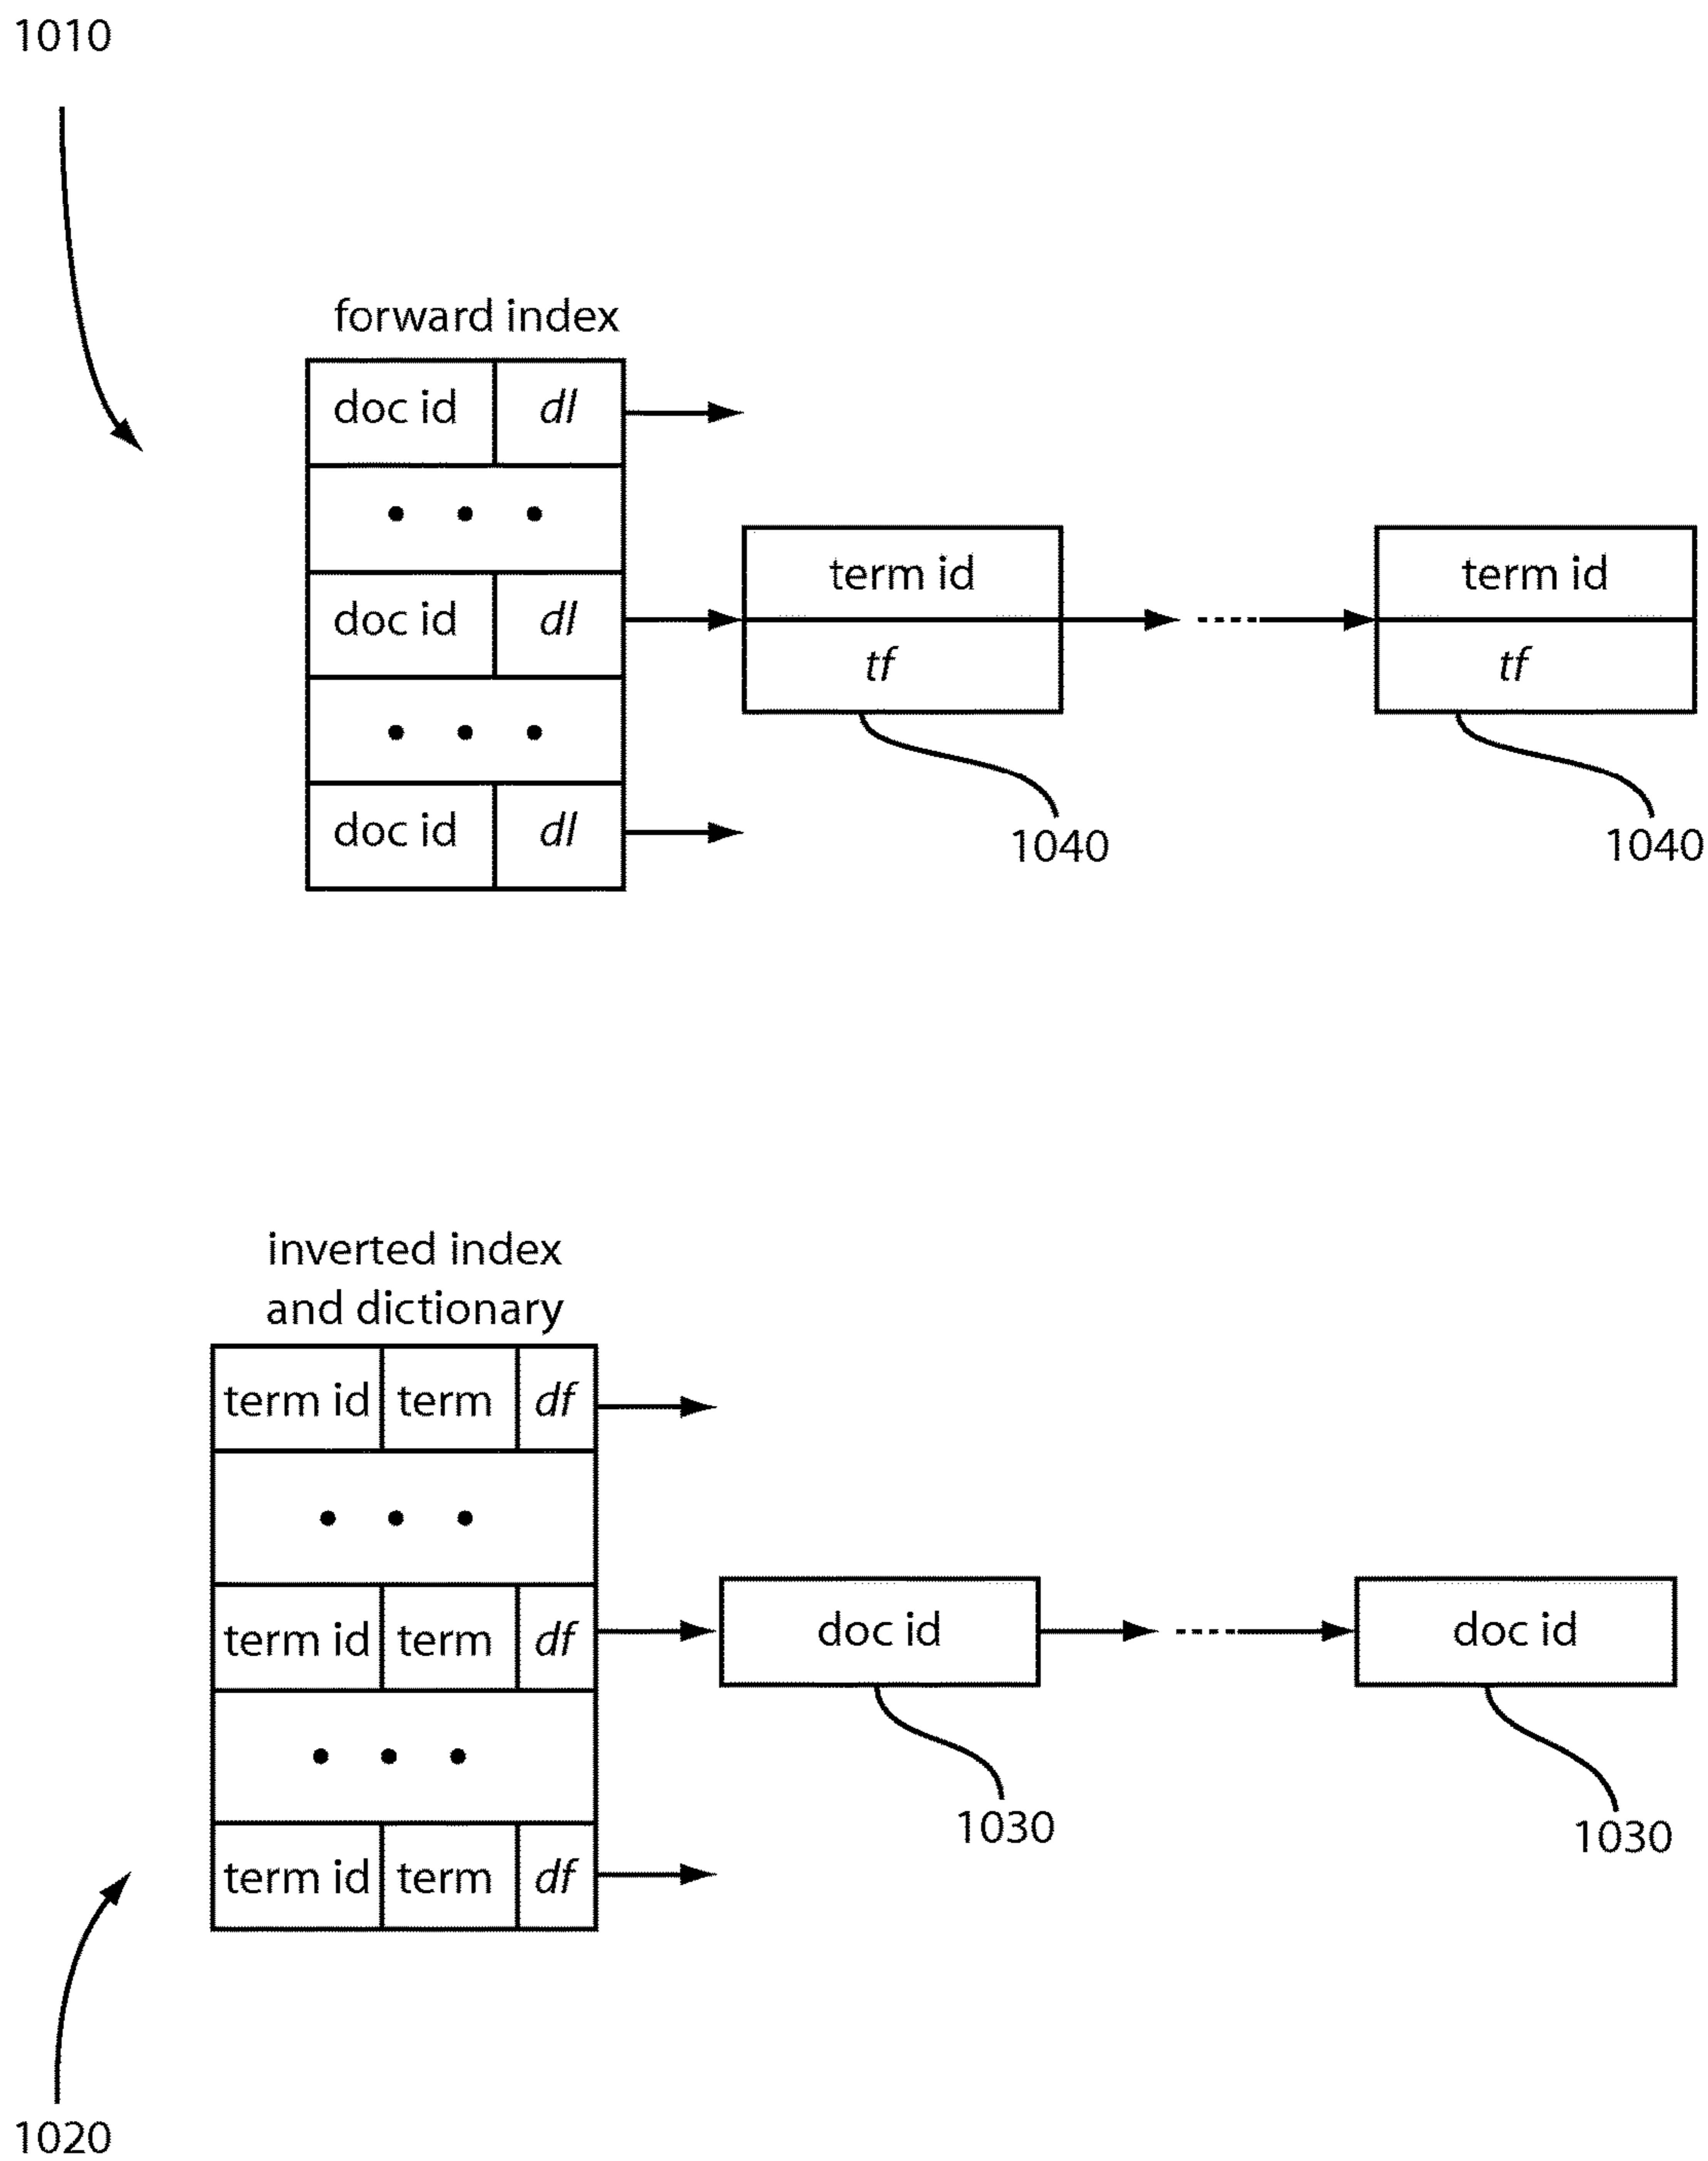 1010
forward index
doc id dl
• • •
doc id dl
• • •
doc id dl
term id
tf
term id
tf
1040
1040
inverted index
and dictionary
term id term df
• • •
term id term df
• • •
term id term df
doc id
doc id
1030
1030
1020